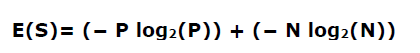 E(S)= (– P log₂(P)) + (– N log₂(N))